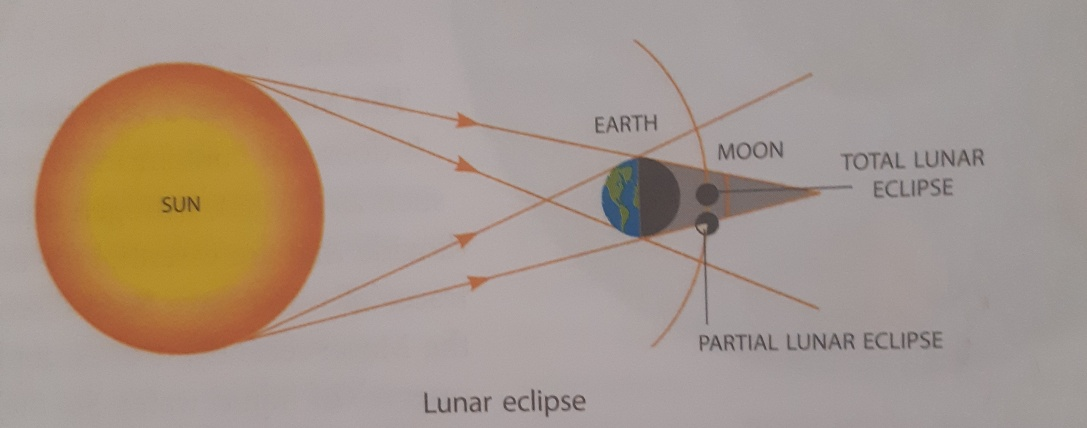 EARTH
MOON
TOTAL LUNAR
ECLIPSE
SUN
PARTIAL LUNAR ECLIPSE
Lunar eclipse